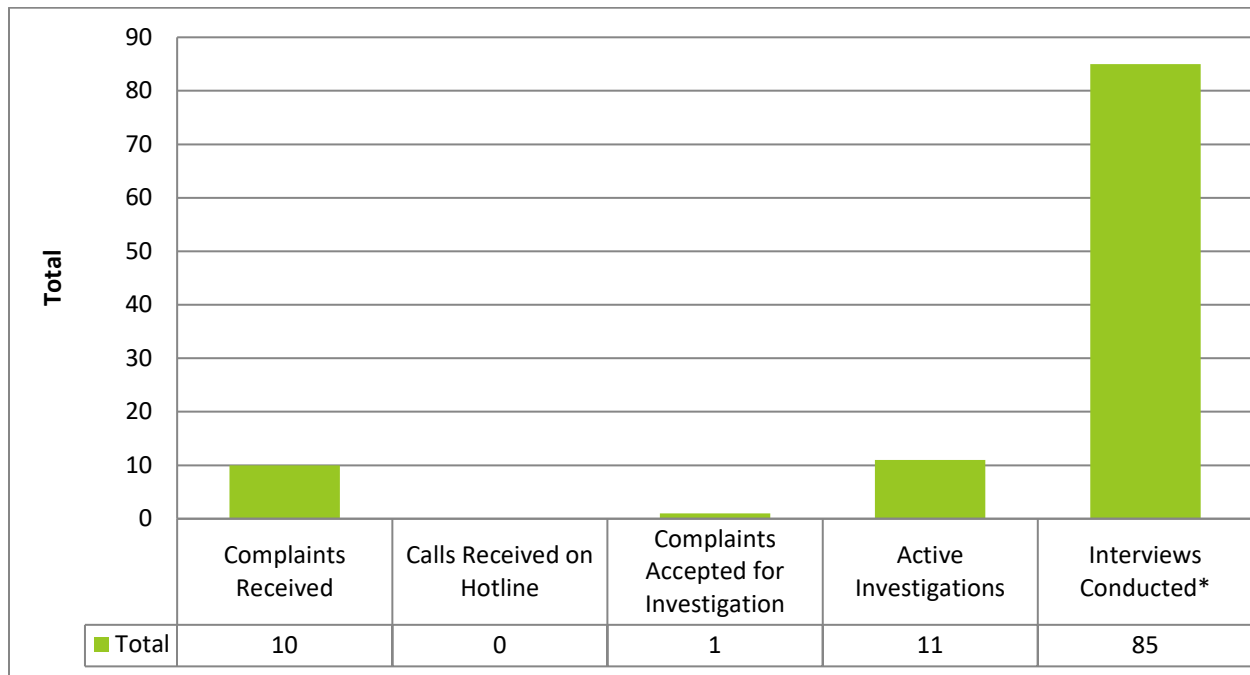 90
80
70
60
50
40
30
20
10
0
Total
Complaints
Received
Calls Received on
Hotline
Complaints
Accepted for
Investigation
Active
Investigations
Interviews
Conducted*
Total 10 0 1 11 85